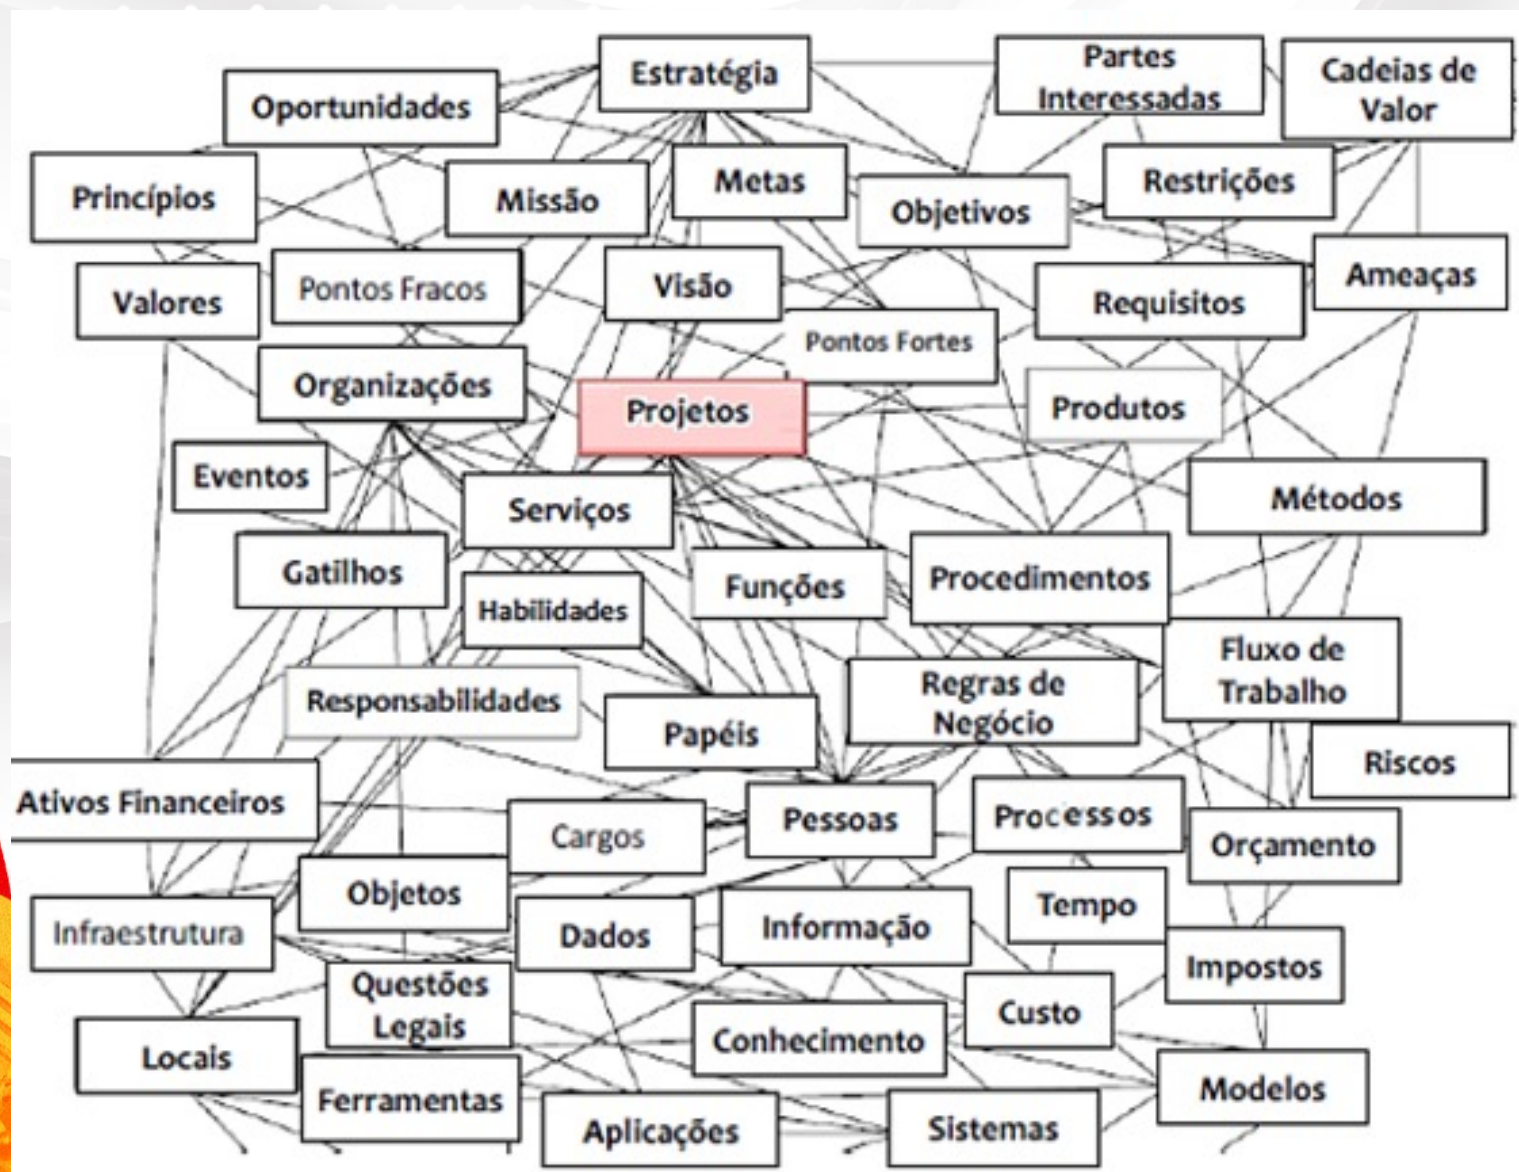 Estratégia
Partes
Interessadas
Cadeias de
Valor
Oportunidades
Princípios
Missão
Metas
Objetivos
Restrições
Valores
Pontos Fracos
Visão
Pontos Fortes
Requisitos
Ameaças
Organizações
Projetos
Produtos
Eventos
Serviços
Métodos
Gatilhos
Habilidades
Funções
Procedimentos
Responsabilidades
Papéis
Regras de
Negócio
Fluxo de
Trabalho
Riscos
Ativos Financeiros
Cargos
Pessoas
Processos
Orçamento
Infraestrutura
Objetos
Dados
Informação
Tempo
Impostos
Questões
Legais
Locais
Conhecimento
Custo
Ferramentas
Aplicações
Sistemas
Modelos